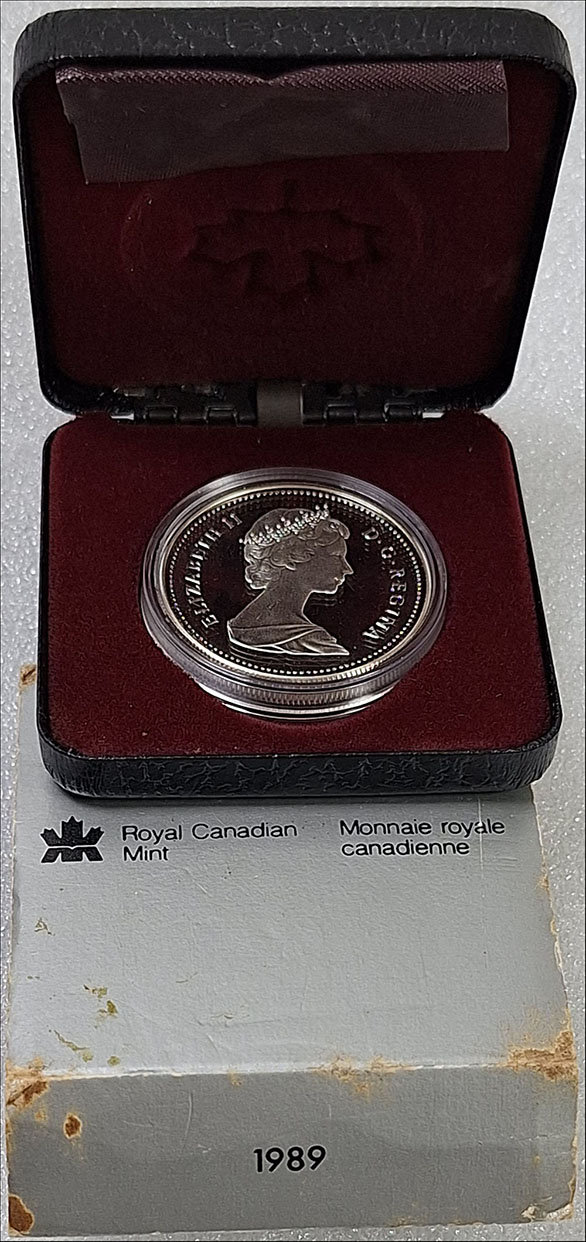 ELIZABETH II D·G·REGINA
Royal Canadian Mint
Monnaie royale canadienne
1989